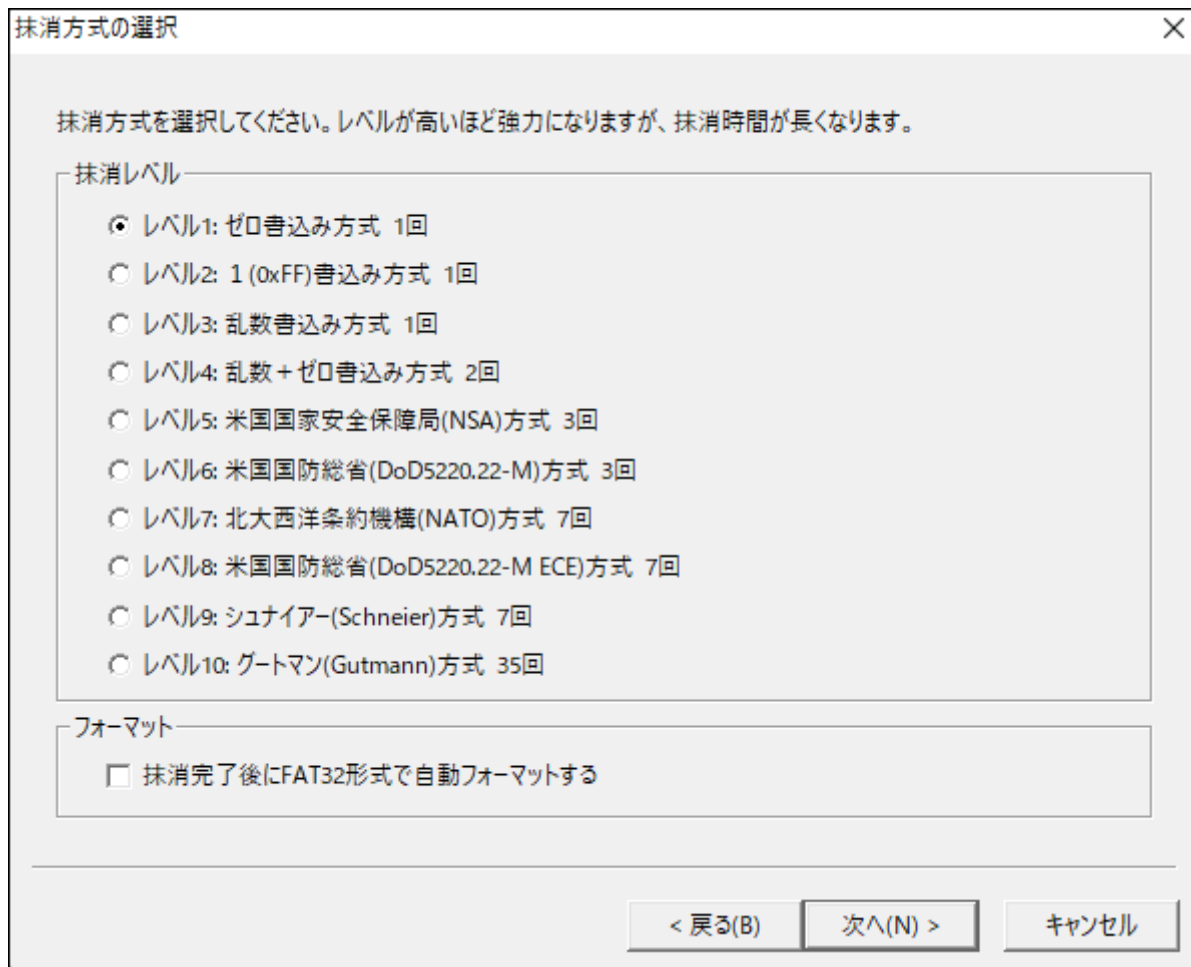 抹消方式の選択
抹消方式を選択してください。レベルが高いほど強力になりますが、抹消時間が長くなります。
抹消レベル
レベル1: ゼロ書込み方式 1回
レベル2: １(0xFF)書込み方式 1回
レベル3: 乱数書込み方式 1回
レベル4: 乱数＋ゼロ書込み方式 2回
レベル5: 米国国家安全保障局(NSA)方式 3回
レベル6: 米国国防総省(DoD5220.22-M)方式 3回
レベル7: 北大西洋条約機構(NATO)方式 7回
レベル8: 米国国防総省(DoD5220.22-M ECE)方式 7回
レベル9: シュナイアー(Schneier)方式 7回
レベル10: グートマン(Gutmann)方式 35回
フォーマット
抹消完了後にFAT32形式で自動フォーマットする
< 戻る(B) 次へ(N) > キャンセル